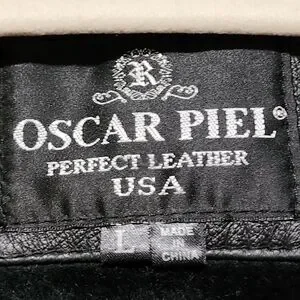 R
OSCAR PIEL®
PERFECT LEATHER
USA
L
MADE
IN
CHINA